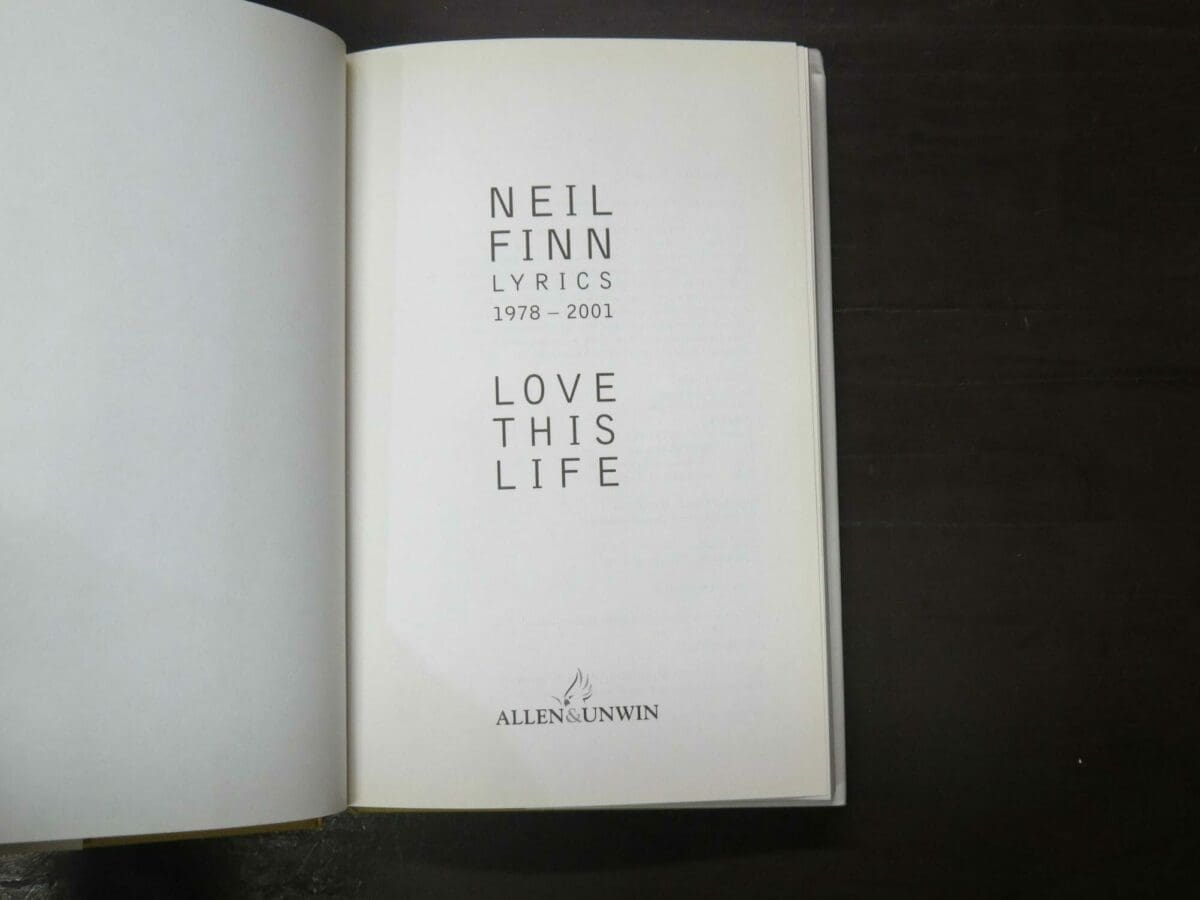 NEIL
FINN
LYRICS
1978 – 2001
LOVE
THIS
LIFE
ALLEN&UNWIN